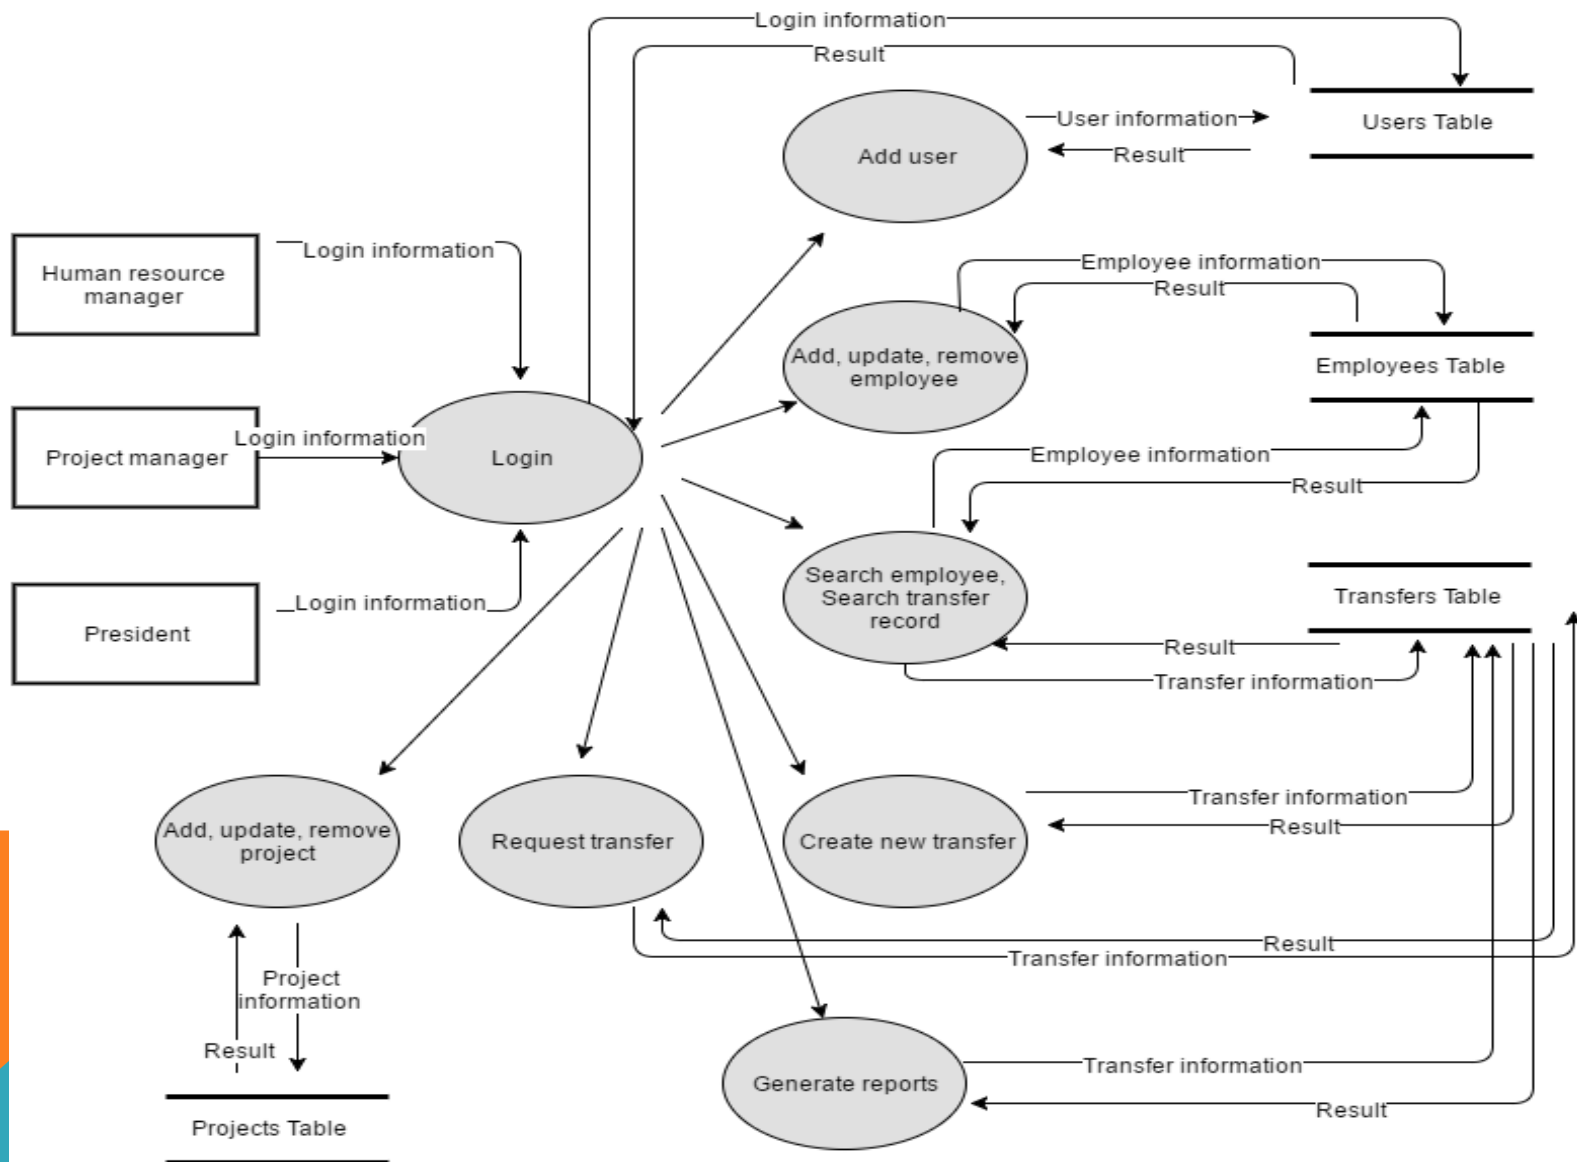 Login information
Result
User information
Users Table
Add user
Result
Human resource
manager
Login information
Employee information
Result
Add, update, remove
employee
Employees Table
Project manager
Login information
Login
Employee information
Result
President
Login information
Search employee,
Search transfer
record
Transfers Table
Result
Transfer information
Add, update, remove
project
Request transfer
Create new transfer
Transfer information
Result
Result
Transfer information
Project
information
Result
Generate reports
Transfer information
Result
Projects Table